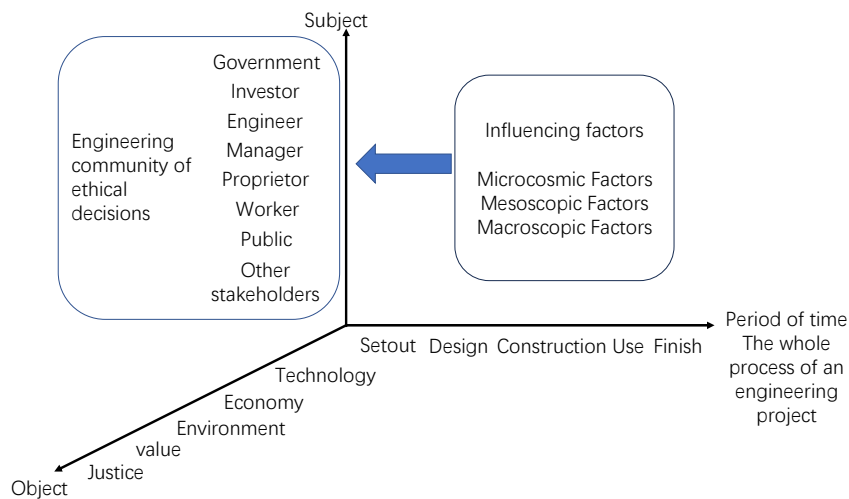 Subject
Government
Investor
Engineer
Manager
Proprietor
Worker
Public
Other
stakeholders
Engineering
community of
ethical
decisions
Influencing factors
Microcosmic Factors
Mesoscopic Factors
Macroscopic Factors
Period of time
The whole
process of an
engineering
project
Setout Design Construction Use Finish
Technology
Economy
Environment
value
Justice
Object